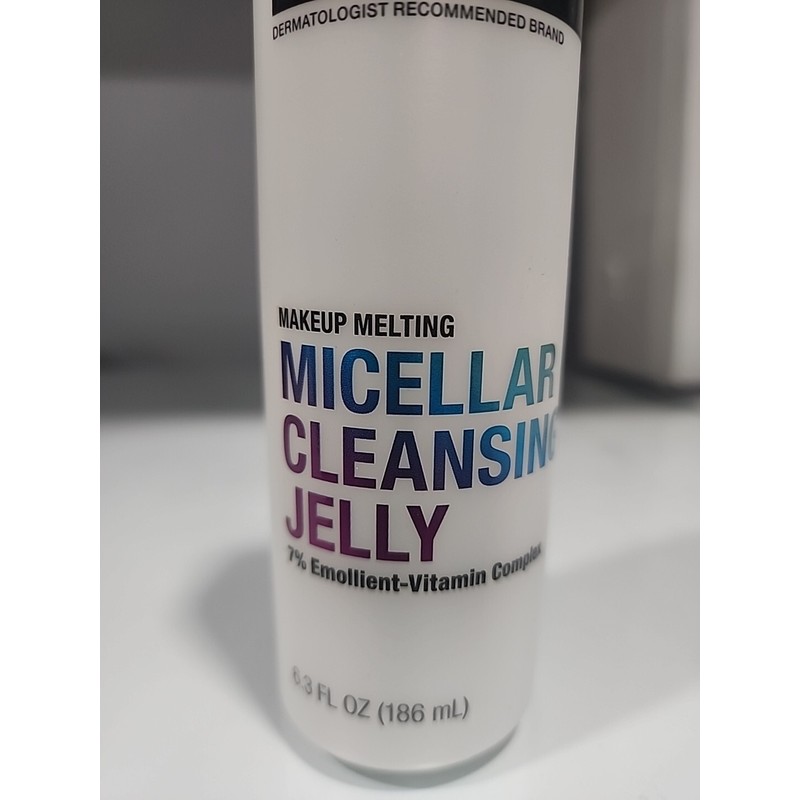 DERMATOLOGIST RECOMMENDED BRAND
MAKEUP MELTING
MICELLAR
CLEANSING
JELLY
7% Emollient-Vitamin Complex
6.3 FL OZ (186 mL)